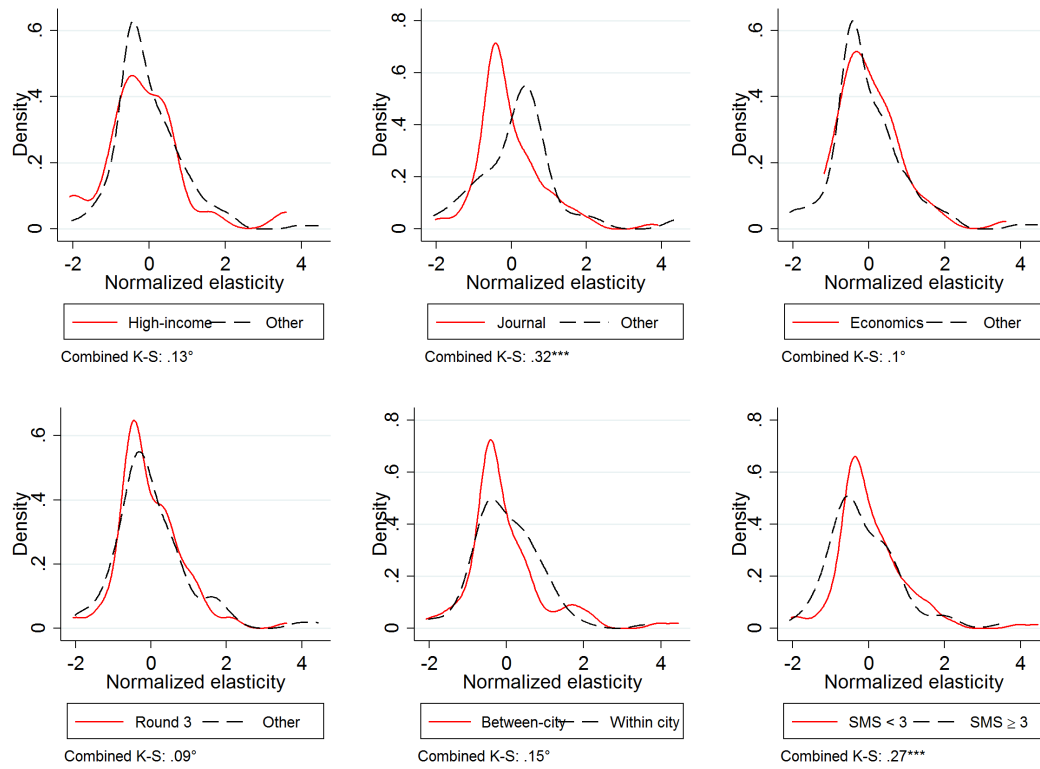 Density
.6
.4
.2
0
-2 0 2 4
Normalized elasticity
High-income Other
Combined K-S: .13°
Density
.8
.6
.4
.2
0
-2 0 2 4
Normalized elasticity
Journal Other
Combined K-S: .32***
Density
.6
.4
.2
0
-2 0 2 4
Normalized elasticity
Economics Other
Combined K-S: .1°
Density
.6
.4
.2
0
-2 0 2 4
Normalized elasticity
Round 3 Other
Combined K-S: .09°
Density
.8
.6
.4
.2
0
-2 0 2 4
Normalized elasticity
Between-city Within city
Combined K-S: .15°
Density
.8
.6
.4
.2
0
-2 0 2 4
Normalized elasticity
SMS < 3 SMS ≥ 3
Combined K-S: .27***